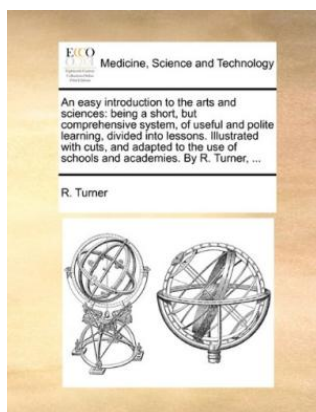 ECCO
Medicine, Science and Technology
An easy introduction to the arts and
sciences: being a short, but
comprehensive system, of useful and polite
learning, divided into lessons. Illustrated
with cuts, and adapted to the use of
schools and academies. By R. Turner, ...
R. Turner